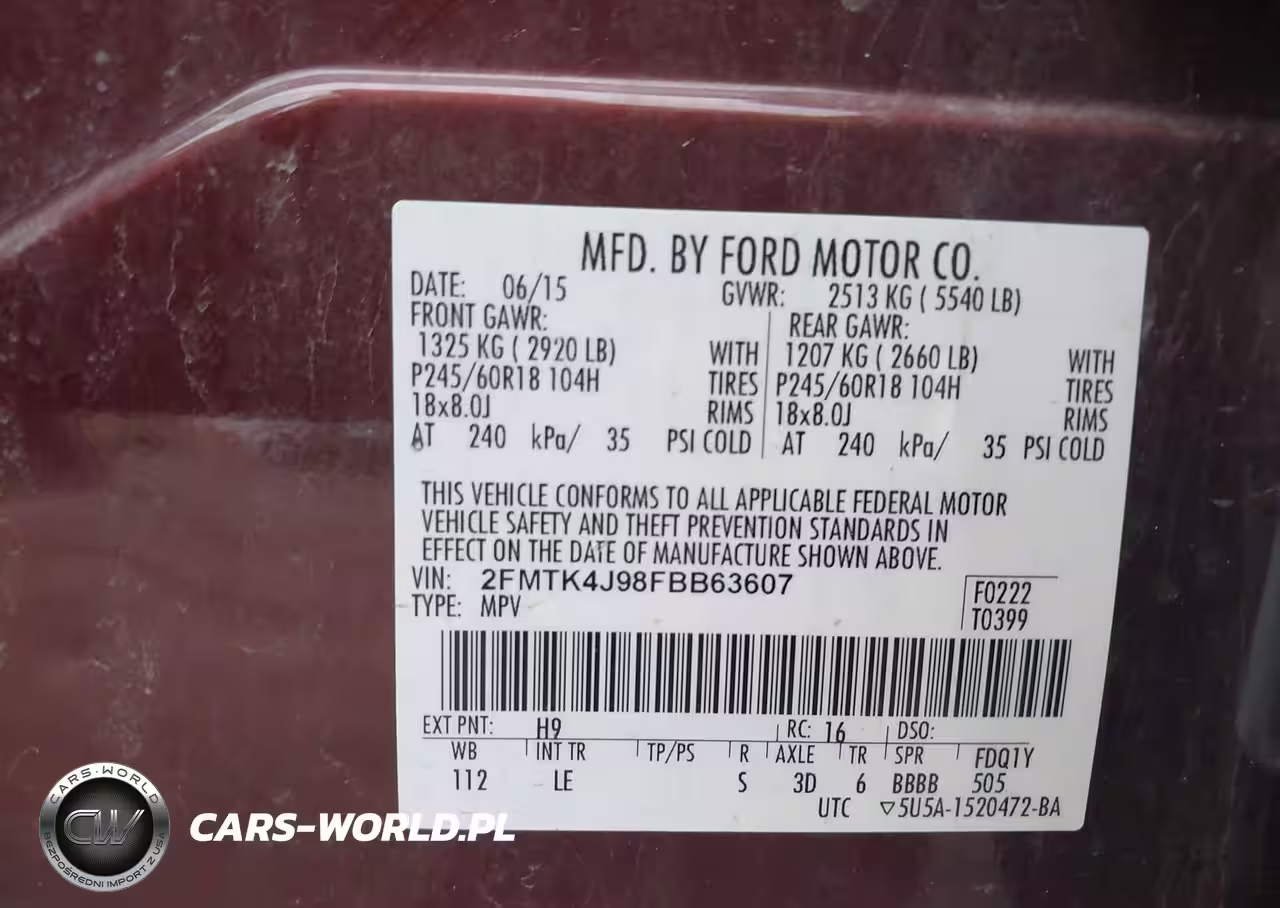 MFD. BY FORD MOTOR CO.
DATE: 06/15 GVWR: 2513 KG ( 5540 LB)
FRONT GAWR: REAR GAWR:
1325 KG ( 2920 LB) WITH 1207 KG ( 2660 LB) WITH
P245/60R18 104H TIRES P245/60R18 104H TIRES
18x8.0J RIMS 18x8.0J RIMS
AT 240 kPa/ 35 PSI COLD AT 240 kPa/ 35 PSI COLD
THIS VEHICLE CONFORMS TO ALL APPLICABLE FEDERAL MOTOR
VEHICLE SAFETY AND THEFT PREVENTION STANDARDS IN
EFFECT ON THE DATE OF MANUFACTURE SHOWN ABOVE.
VIN: 2FMTK4J98FBB63607
TYPE: MPV
F0222
T0399
EXT PNT: H9 RC: 16 DSO:
WB INT TR TP/PS R AXLE TR SPR FDQ1Y
112 LE S 3D 6 BBBB 505
UTC ▽5U5A-1520472-BA
CARS-WORLD
CW
BEZPOŚREDNI IMPORT Z USA
CARS-WORLD.PL